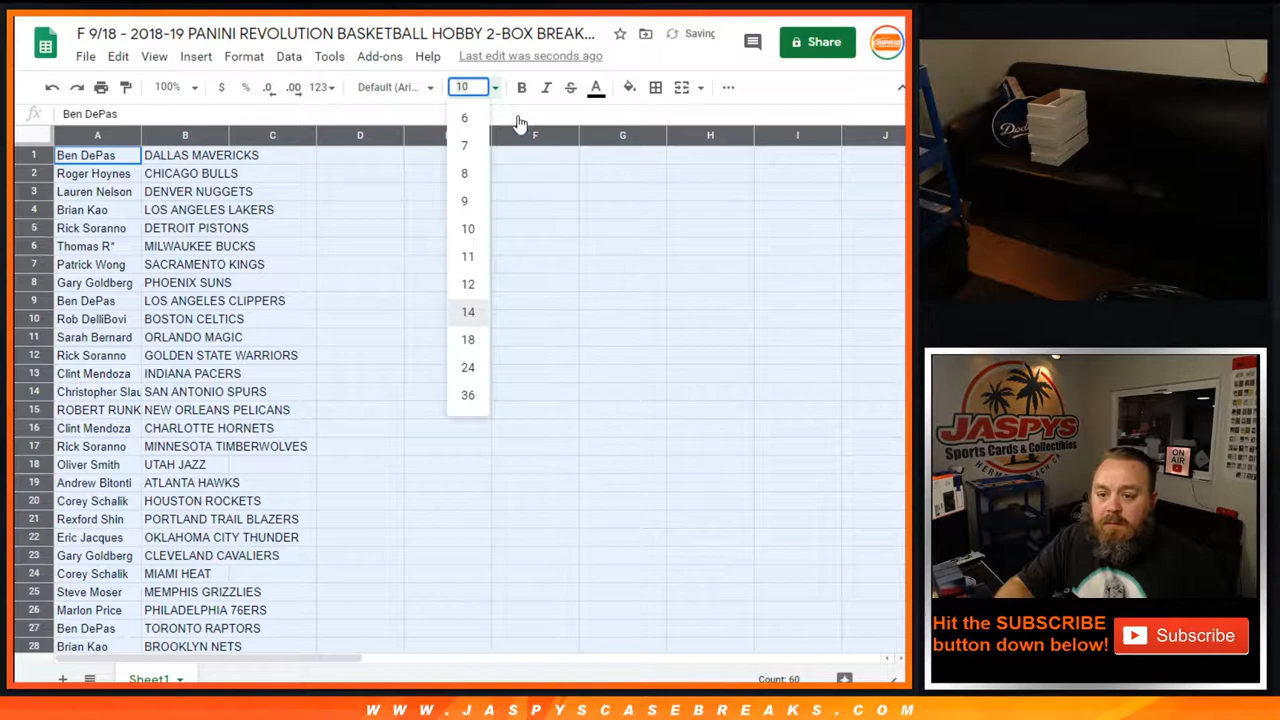 F 9/18 - 2018-19 PANINI REVOLUTION BASKETBALL HOBBY 2-BOX BREAK...
Saving
Share
File Edit View Insert Format Data Tools Add-ons Help
Last edit was seconds ago
100% $ % .0 .00 123 Default (Ari... 10 B I S A
fx Ben DePas
A B C F G H I J
1 Ben DePas DALLAS MAVERICKS
2 Roger Hoynes CHICAGO BULLS
3 Lauren Nelson DENVER NUGGETS
4 Brian Kao LOS ANGELES LAKERS
5 Rick Soranno DETROIT PISTONS
6 Thomas R* MILWAUKEE BUCKS
7 Patrick Wong SACRAMENTO KINGS
8 Gary Goldberg PHOENIX SUNS
9 Ben DePas LOS ANGELES CLIPPERS
10 Rob DelliBovi BOSTON CELTICS
11 Sarah Bernard ORLANDO MAGIC
12 Rick Soranno GOLDEN STATE WARRIORS
13 Clint Mendoza INDIANA PACERS
14 Christopher Slau SAN ANTONIO SPURS
15 ROBERT RUNK NEW ORLEANS PELICANS
16 Clint Mendoza CHARLOTTE HORNETS
17 Rick Soranno MINNESOTA TIMBERWOLVES
18 Oliver Smith UTAH JAZZ
19 Andrew Bitonti ATLANTA HAWKS
20 Corey Schalik HOUSTON ROCKETS
21 Rexford Shin PORTLAND TRAIL BLAZERS
22 Eric Jacques OKLAHOMA CITY THUNDER
23 Gary Goldberg CLEVELAND CAVALIERS
24 Corey Schalik MIAMI HEAT
25 Steve Moser MEMPHIS GRIZZLIES
26 Marlon Price PHILADELPHIA 76ERS
27 Ben DePas TORONTO RAPTORS
28 Brian Kao BROOKLYN NETS
6
7
8
9
10
11
12
14
18
24
36
Sheet1
Count: 60
JASPYS
Sports Cards & Collectibles
ON
AIR
Hit the SUBSCRIBE
button down below!
Subscribe
WWW.JASPYSCASEBREAKS.COM